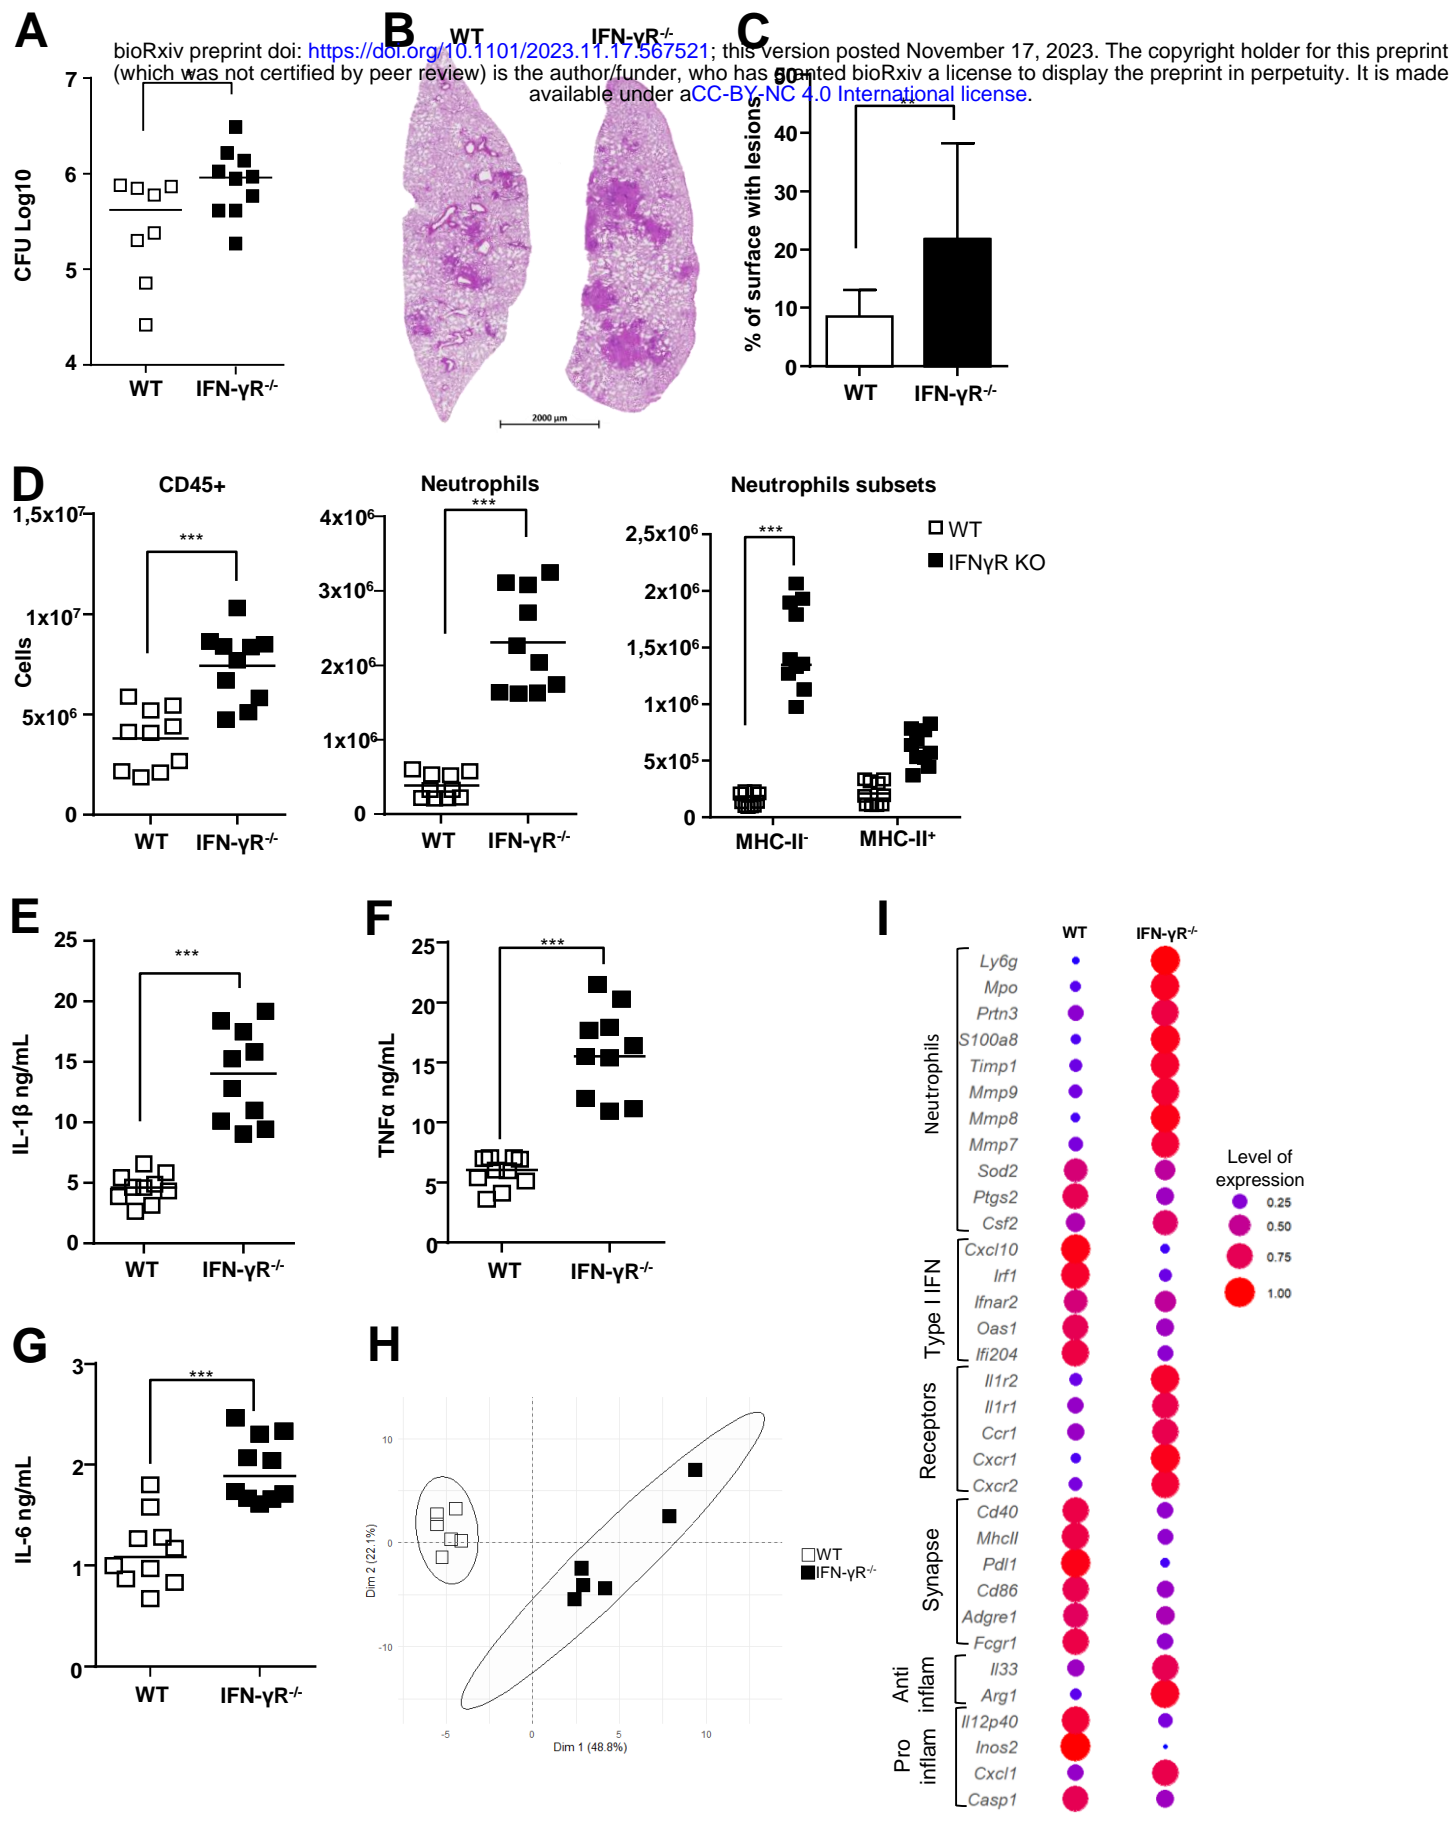 A
B
C
bioRxiv preprint doi: https://doi.org/10.1101/2023.11.17.567521; this version posted November 17, 2023. The copyright holder for this preprint
(which was not certified by peer review) is the author/funder, who has granted bioRxiv a license to display the preprint in perpetuity. It is made
available under aCC-BY-NC 4.0 International license.
*
7
6
5
4
CFU Log10
WT
IFN-γR-/-
WT
IFN-γR-/-
2000 µm
**
50
40
30
20
10
0
% of surface with lesions
WT
IFN-γR-/-
D
CD45+
1,5x10⁷
1x10⁷
5x10⁶
0
Cells
***
WT
IFN-γR-/-
Neutrophils
4x10⁶
3x10⁶
2x10⁶
1x10⁶
0
***
WT
IFN-γR-/-
Neutrophils subsets
2,5x10⁶
2x10⁶
1,5x10⁶
1x10⁶
5x10⁵
0
***
MHC-II-
MHC-II+
WT
IFNγR KO
E
25
20
15
10
5
0
IL-1β ng/mL
***
WT
IFN-γR-/-
F
25
20
15
10
5
0
TNFα ng/mL
***
WT
IFN-γR-/-
G
3
2
1
0
IL-6 ng/mL
***
WT
IFN-γR-/-
H
10
0
-10
Dim 2 (22.1%)
-5
0
5
10
Dim 1 (48.8%)
WT
IFN-γR-/-
I
WT
IFN-γR-/-
Neutrophils
Ly6g
Mpo
Prtn3
S100a8
Timp1
Mmp9
Mmp8
Mmp7
Sod2
Ptgs2
Csf2
Type I IFN
Cxcl10
Irf1
Ifnar2
Oas1
Ifi204
Receptors
Il1r2
Il1r1
Ccr1
Cxcr1
Cxcr2
Synapse
Cd40
MhcII
Pdl1
Cd86
Adgre1
Fcgr1
Anti
inflam
Il33
Arg1
Pro
inflam
Il12p40
Inos2
Cxcl1
Casp1
Level of
expression
0.25
0.50
0.75
1.00